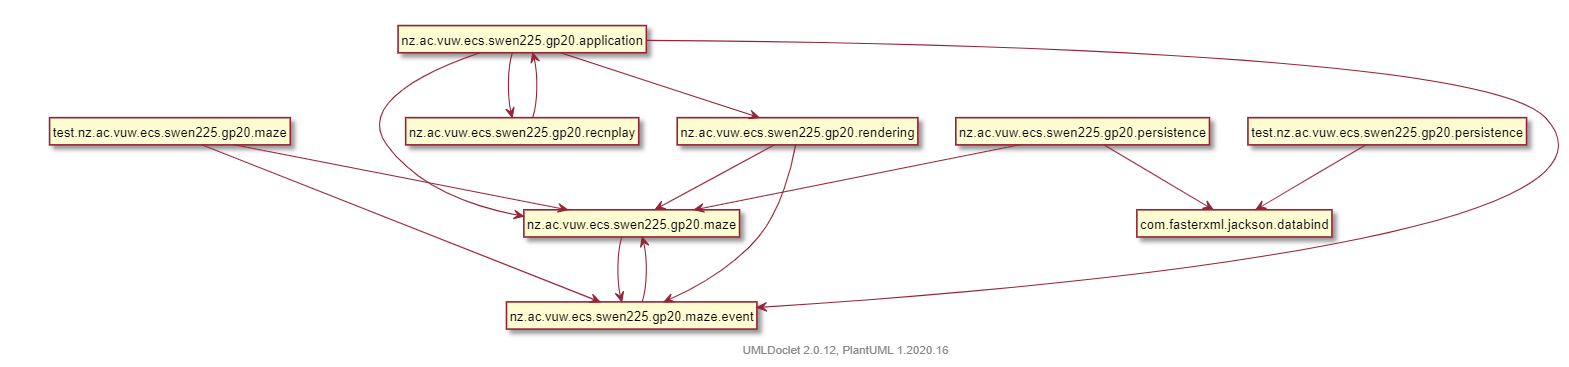 nz.ac.vuw.ecs.swen225.gp20.application
test.nz.ac.vuw.ecs.swen225.gp20.maze
nz.ac.vuw.ecs.swen225.gp20.recnplay
nz.ac.vuw.ecs.swen225.gp20.rendering
nz.ac.vuw.ecs.swen225.gp20.persistence
test.nz.ac.vuw.ecs.swen225.gp20.persistence
nz.ac.vuw.ecs.swen225.gp20.maze
com.fasterxml.jackson.databind
nz.ac.vuw.ecs.swen225.gp20.maze.event
UMLDoclet 2.0.12, PlantUML 1.2020.16